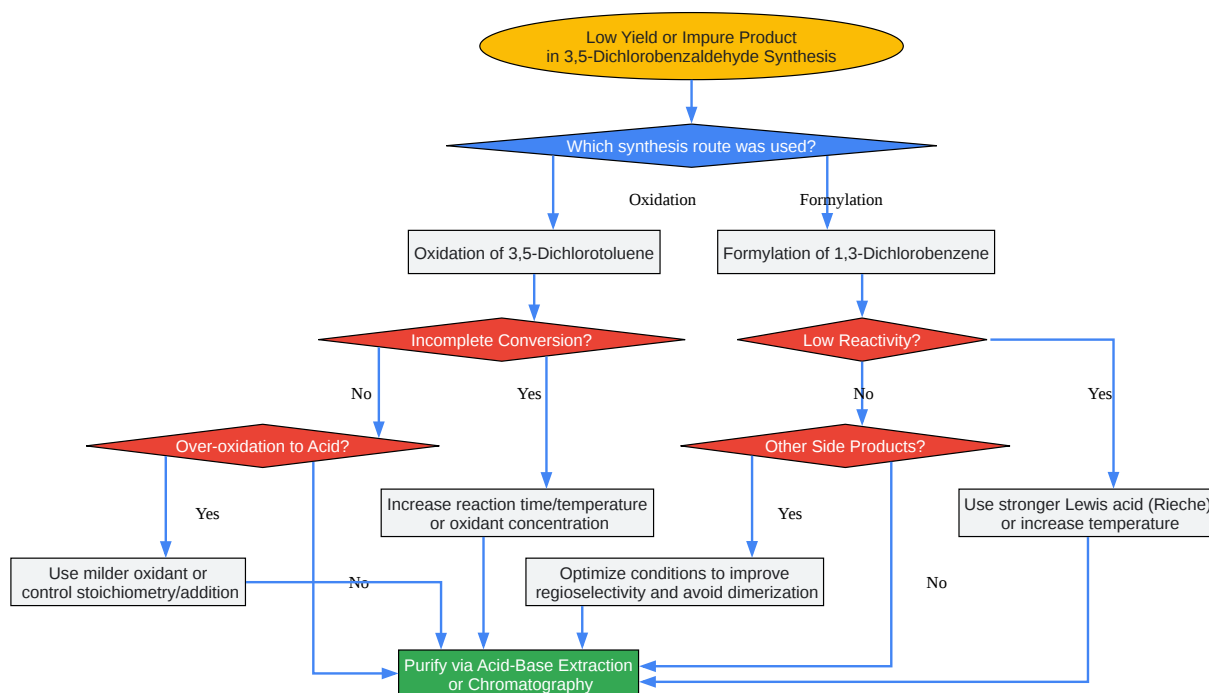 Low Yield or Impure Product
in 3,5-Dichlorobenzaldehyde Synthesis
Which synthesis route was used?
Oxidation
Formylation
Oxidation of 3,5-Dichlorotoluene
Formylation of 1,3-Dichlorobenzene
Incomplete Conversion?
Low Reactivity?
No
Yes
No
Yes
Over-oxidation to Acid?
Other Side Products?
Increase reaction time/temperature
or oxidant concentration
Use stronger Lewis acid (Rieche)
or increase temperature
Yes
Yes
Use milder oxidant or
control stoichiometry/addition
No
Optimize conditions to improve
regioselectivity and avoid dimerization
No
Purify via Acid-Base Extraction
or Chromatography